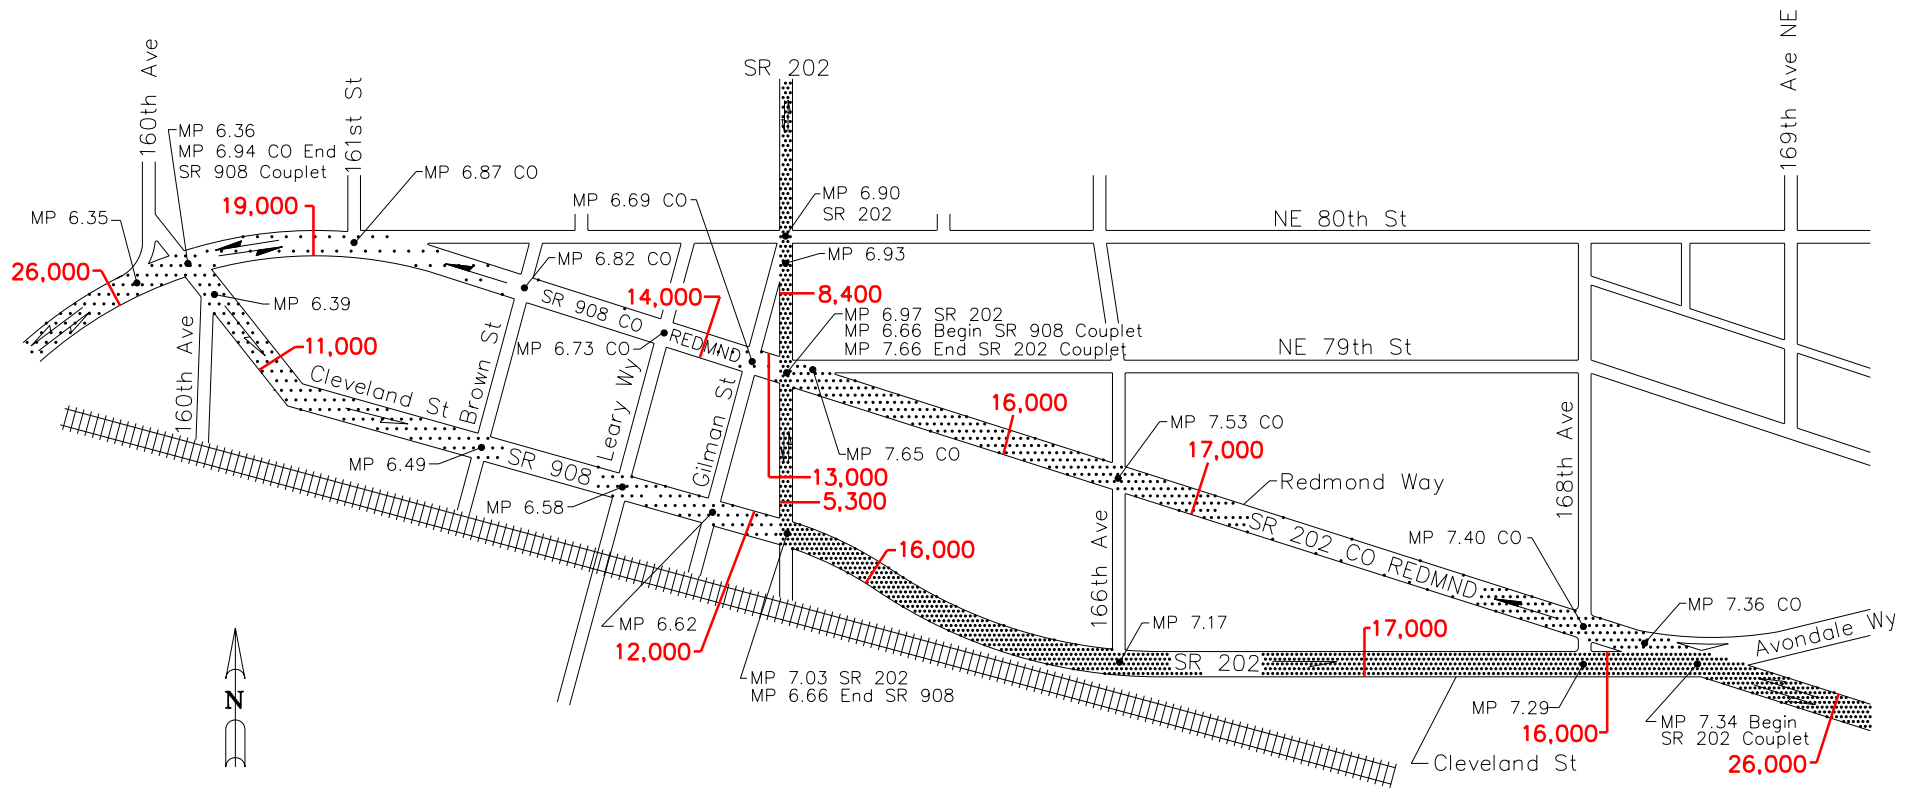 SR 202
160th Ave
161st St
169th Ave NE
MP 6.36
MP 6.94 CO End
SR 908 Couplet
MP 6.87 CO
MP 6.69 CO
MP 6.90
SR 202
19,000
MP 6.35
NE 80th St
26,000
MP 6.82 CO
MP 6.93
MP 6.39
SR 908 CO
14,000
8,400
MP 6.97 SR 202
MP 6.66 Begin SR 908 Couplet
MP 7.66 End SR 202 Couplet
REDMND
11,000
MP 6.73 CO
NE 79th St
160th Ave
Cleveland St
Brown St
Leary Wy
Gilman St
16,000
MP 7.53 CO
17,000
168th Ave
MP 6.49
SR 908
MP 7.65 CO
13,000
Redmond Way
5,300
MP 6.58
SR 202 CO REDMND
166th Ave
16,000
MP 7.40 CO
MP 7.36 CO
MP 6.62
12,000
MP 7.17
17,000
Avondale Wy
SR 202
MP 7.03 SR 202
MP 6.66 End SR 908
N
MP 7.29
16,000
MP 7.34 Begin
SR 202 Couplet
Cleveland St
26,000